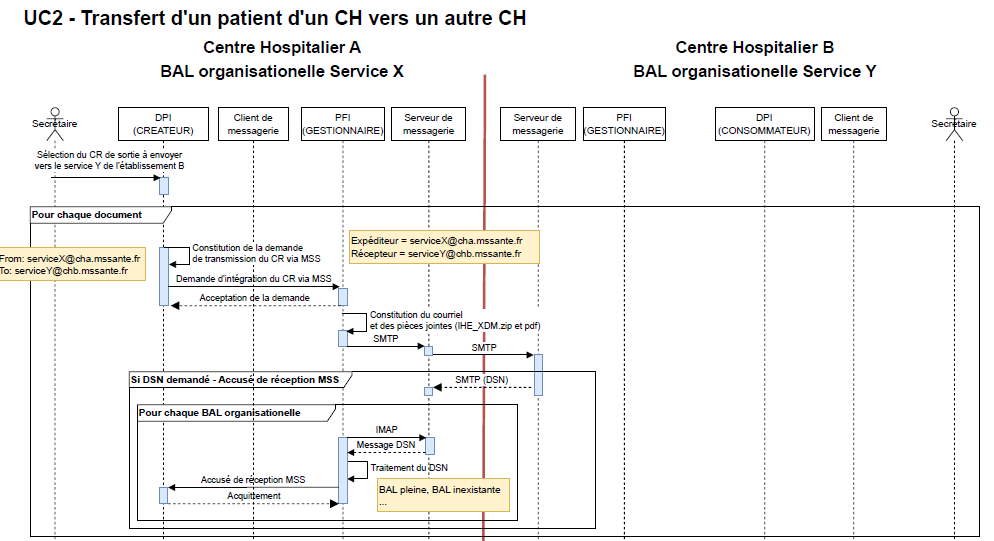 UC2 - Transfert d'un patient d'un CH vers un autre CH
Centre Hospitalier A
BAL organisationelle Service X
Centre Hospitalier B
BAL organisationelle Service Y
Secrétaire
DPI
(CREATEUR)
Client de
messagerie
PFI
(GESTIONNAIRE)
Serveur de
messagerie
Serveur de
messagerie
PFI
(GESTIONNAIRE)
DPI
(CONSOMMATEUR)
Client de
messagerie
Secrétaire
Sélection du CR de sortie à envoyer
vers le service Y de l'établissement B
Pour chaque document
Expéditeur = serviceX@cha.mssante.fr
Récepteur = serviceY@chb.mssante.fr
From: serviceX@cha.mssante.fr
To: serviceY@chb.mssante.fr
Constitution de la demande
de transmission du CR via MSS
Demande d'intégration du CR via MSS
Acceptation de la demande
Constitution du courriel
et des pièces jointes (IHE_XDM.zip et pdf)
SMTP
SMTP
Si DSN demandé - Accusé de réception MSS
SMTP (DSN)
Pour chaque BAL organisationelle
IMAP
Message DSN
Traitement du DSN
Accusé de réception MSS
BAL pleine, BAL inexistante
...
Acquittement